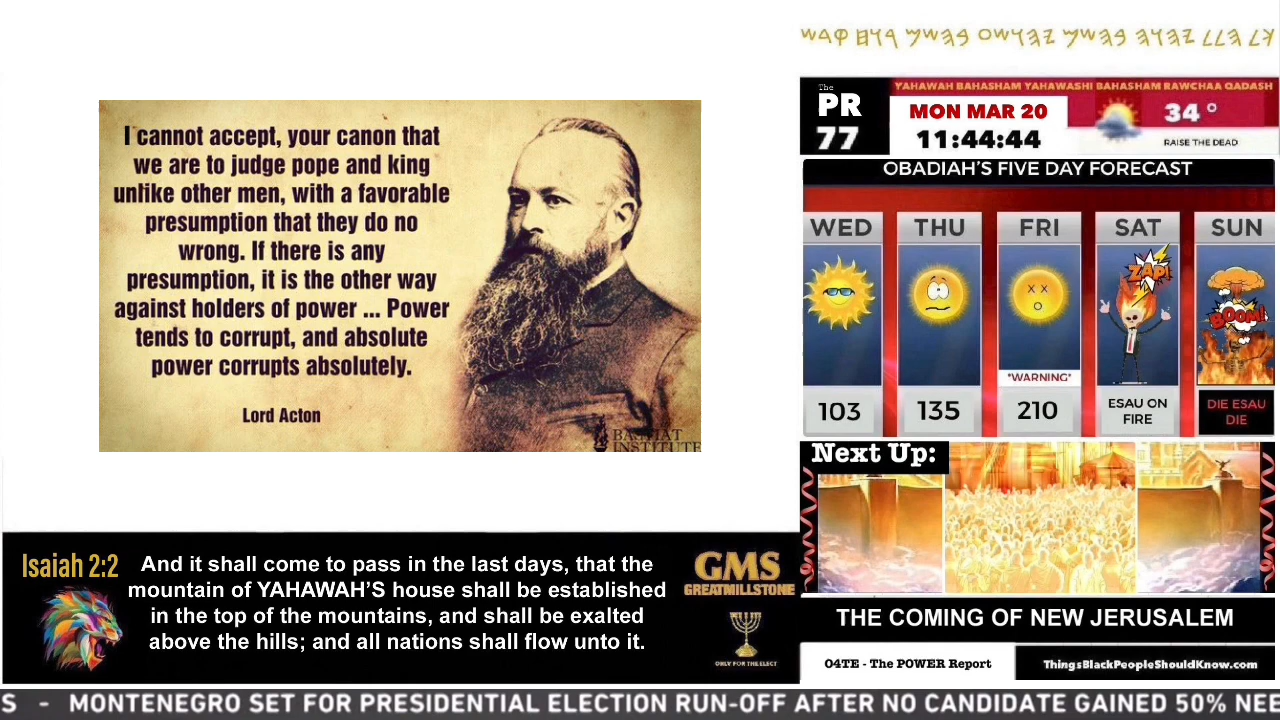 I cannot accept, your canon that
we are to judge pope and king
unlike other men, with a favorable
presumption that they do no
wrong. If there is any
presumption, it is the other way
against holders of power ... Power
tends to corrupt, and absolute
power corrupts absolutely.
Lord Acton
BASTIAT
INSTITUTE
The
PR
77
YAHAWAH BAHASHAM YAHAWASHI BAHASHAM RAWCHAA QADASH
MON MAR 20
11:44:44
34°
RAISE THE DEAD
OBADIAH'S FIVE DAY FORECAST
WED THU FRI SAT SUN
ZAP!
BOOM!
*WARNING*
103 135 210
ESAU ON
FIRE
DIE ESAU
DIE
Next Up:
THE COMING OF NEW JERUSALEM
04TE - The POWER Report
ThingsBlackPeopleShouldKnow.com
Isaiah 2:2
And it shall come to pass in the last days, that the
mountain of YAHAWAH'S house shall be established
in the top of the mountains, and shall be exalted
above the hills; and all nations shall flow unto it.
GMS
GREATMILLSTONE
ONLY FOR THE ELECT
S - MONTENEGRO SET FOR PRESIDENTIAL ELECTION RUN-OFF AFTER NO CANDIDATE GAINED 50% NEE